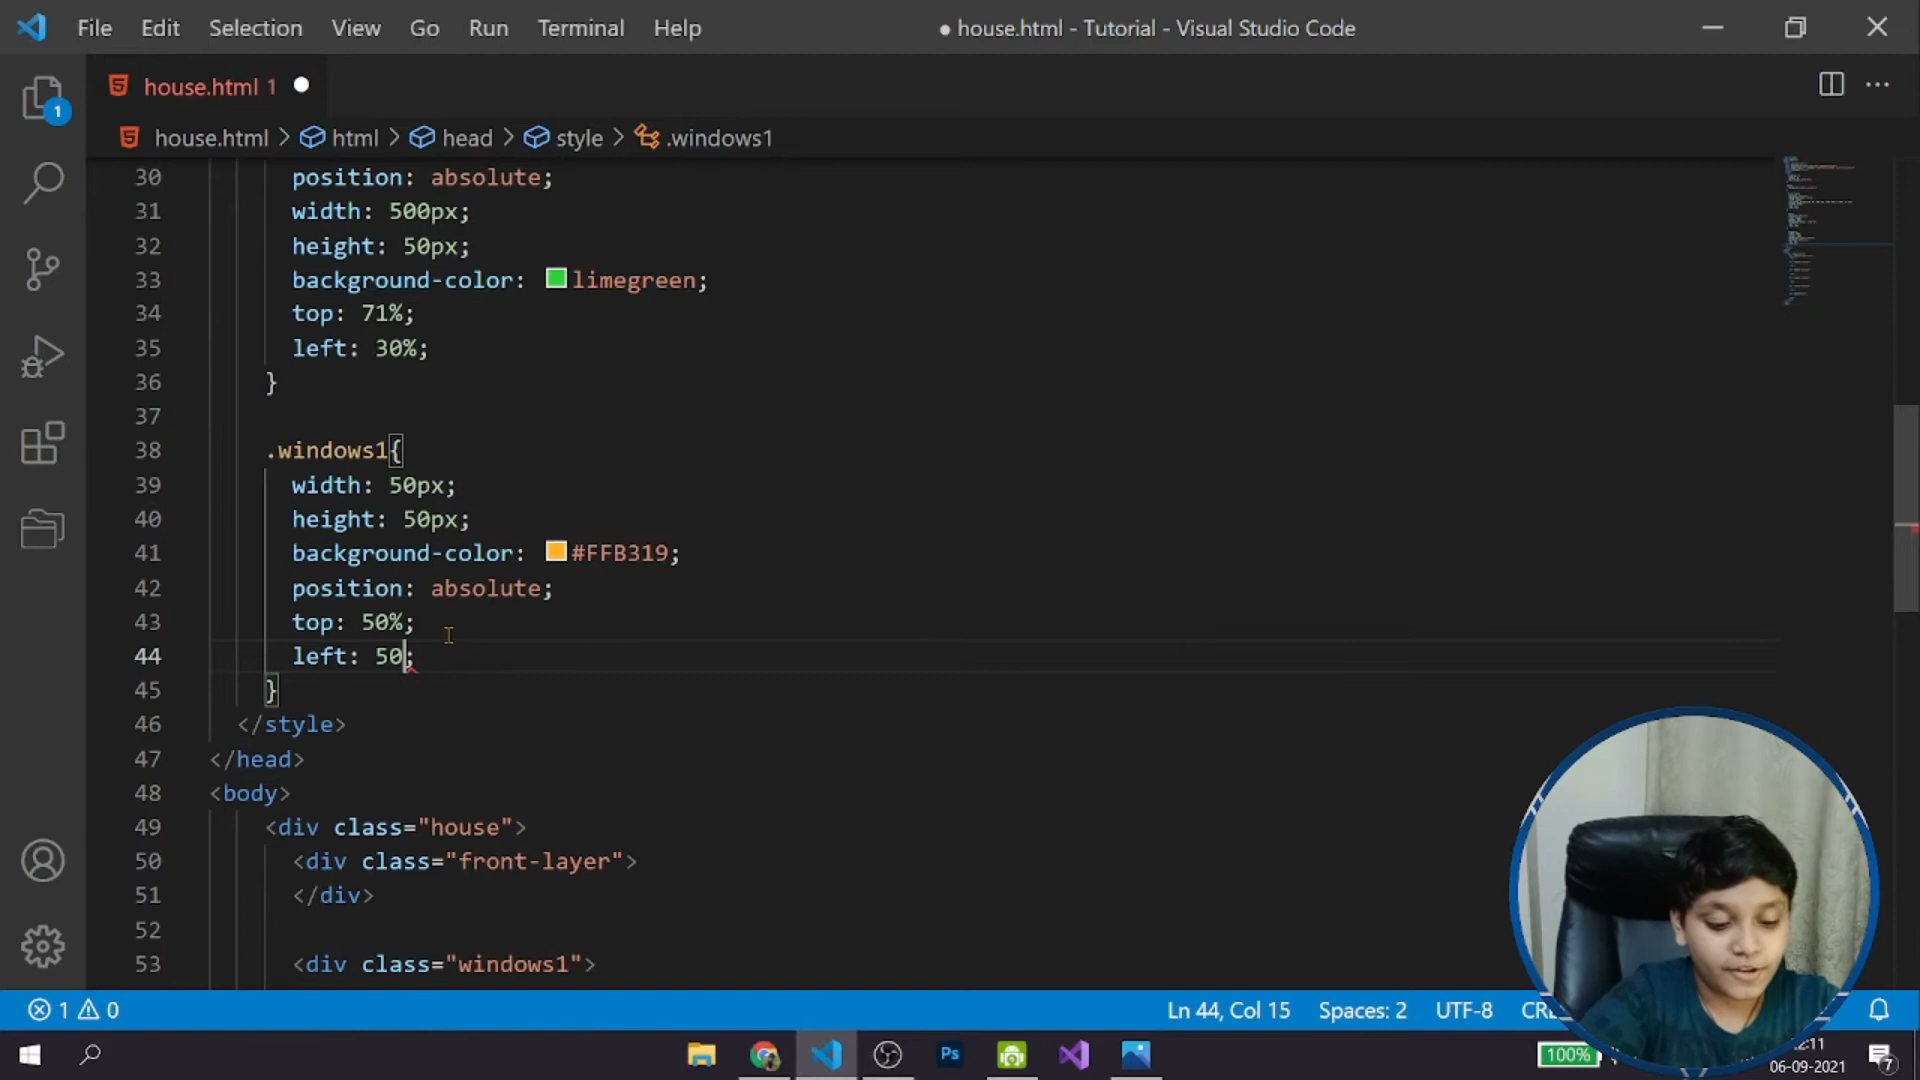 File Edit Selection View Go Run Terminal Help
● house.html - Tutorial - Visual Studio Code
house.html 1
house.html > html > head > style > .windows1
1
30 position: absolute;
31 width: 500px;
32 height: 50px;
33 background-color: limegreen;
34 top: 71%;
35 left: 30%;
36 }
37
38 .windows1{
39 width: 50px;
40 height: 50px;
41 background-color: #FFB319;
42 position: absolute;
43 top: 50%;
44 left: 50;
45 }
46 </style>
47 </head>
48 <body>
49 <div class="house">
50 <div class="front-layer">
51 </div>
52
53 <div class="windows1">
1 0 Ln 44, Col 15 Spaces: 2 UTF-8
Ps 100%
06-09-2021 7